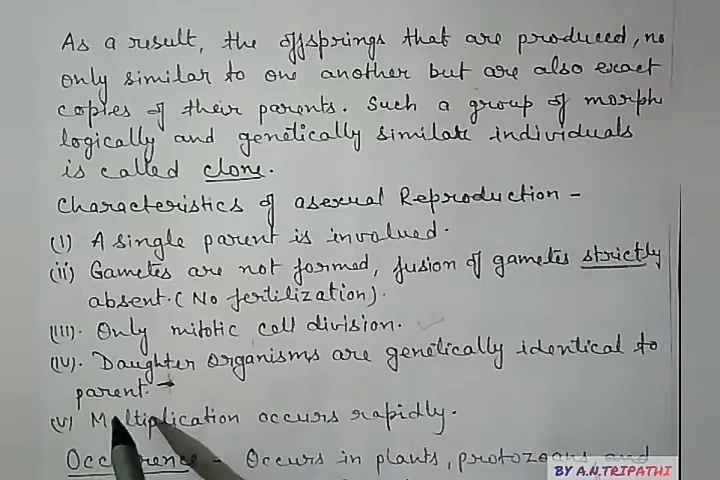 As a result, the offsprings that are produced, no
only similar to one another but are also exact
copies of their parents. Such a group of morph
logically and genetically similar individuals
is called clone.
Characteristics of asexual Reproduction -
(I) A single parent is involved.
(ii) Gametes are not formed, fusion of gametes strictly
absent. (No fertilization).
(III). Only mitotic cell division.
(IV). Daughter organisms are genetically identical to
parent.
(V) Multiplication occurs rapidly.
Occurrence - Occurs in plants, protozoans and
BY A.N.TRIPATHI